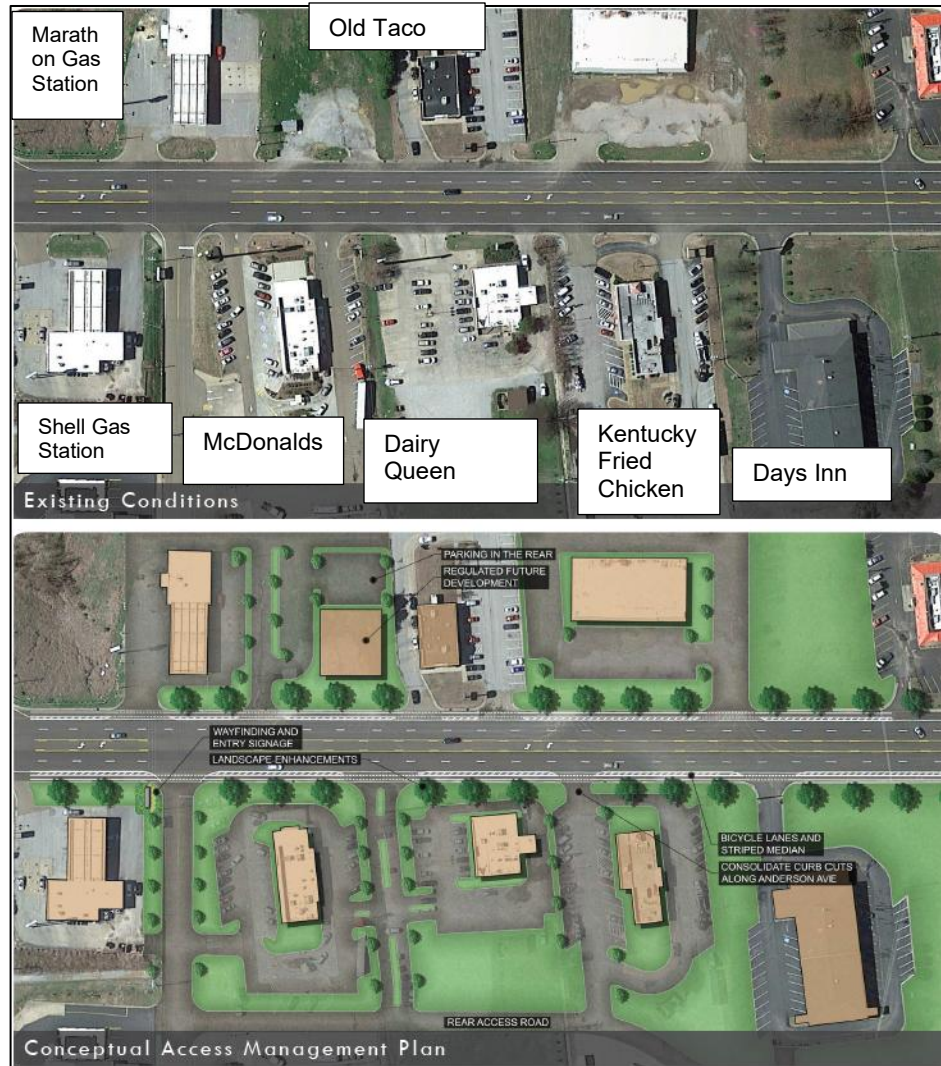 Marath
on Gas
Station
Old Taco
Shell Gas
Station
McDonalds
Dairy
Queen
Kentucky
Fried
Chicken
Days Inn
Existing Conditions
PARKING IN THE REAR
REGULATED FUTURE
DEVELOPMENT
WAYFINDING AND
ENTRY SIGNAGE
LANDSCAPE ENHANCEMENTS
BICYCLE LANES AND
STRIPED MEDIAN
CONSOLIDATE CURB CUTS
ALONG ANDERSON AVIE
REAR ACCESS ROAD
Conceptual Access Management Plan